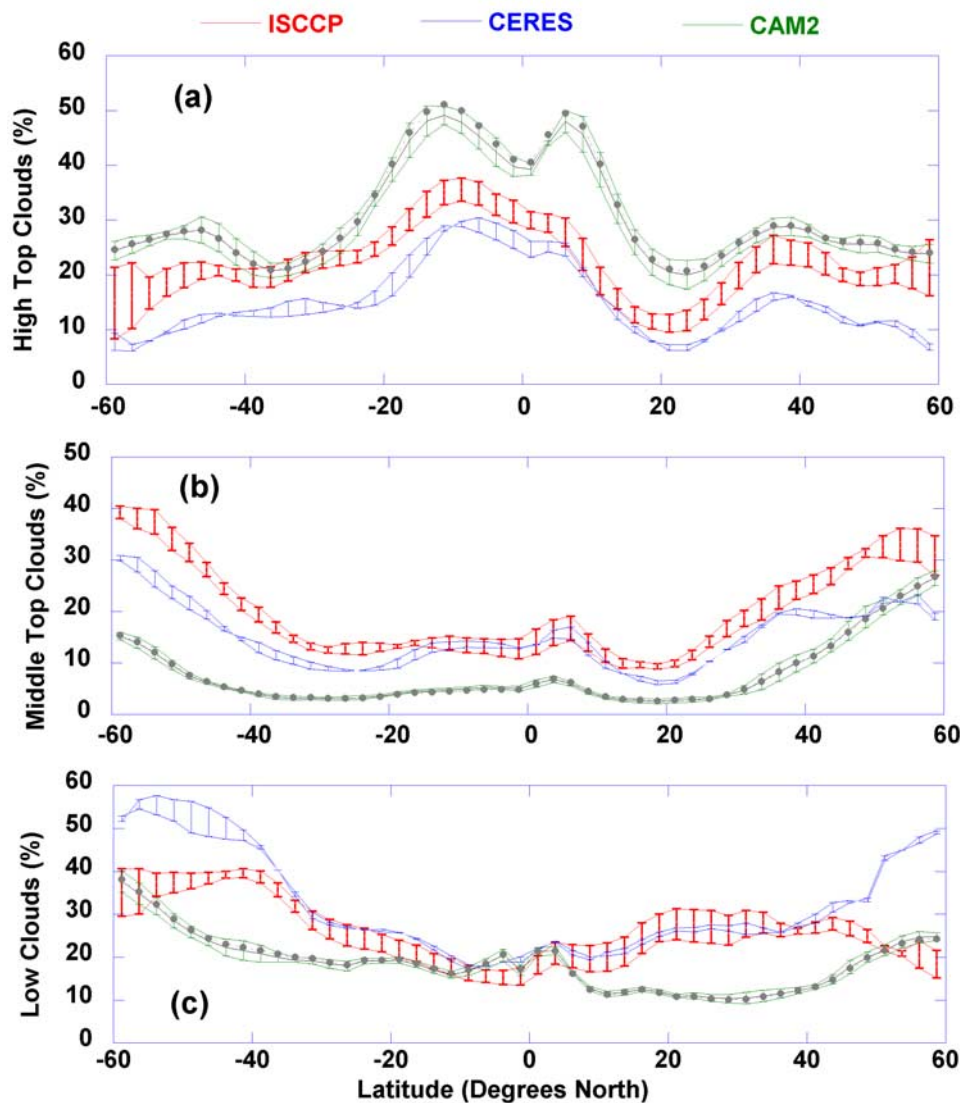 ISCCP CERES CAM2
60
(a)
50
40
30
20
10
0
High Top Clouds (%)
-60 -40 -20 0 20 40 60
50
(b)
40
30
20
10
0
Middle Top Clouds (%)
-60 -40 -20 0 20 40 60
60
50
40
30
20
10
(c)
0
Low Clouds (%)
-60 -40 -20 0 20 40 60
Latitude (Degrees North)